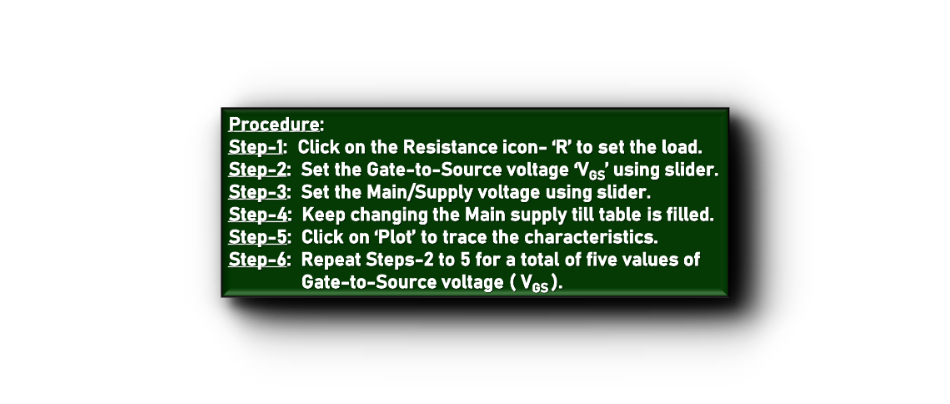 Procedure:
Step-1: Click on the Resistance icon- ‘R’ to set the load.
Step-2: Set the Gate-to-Source voltage ‘VGS’ using slider.
Step-3: Set the Main/Supply voltage using slider.
Step-4: Keep changing the Main supply till table is filled.
Step-5: Click on ‘Plot’ to trace the characteristics.
Step-6: Repeat Steps-2 to 5 for a total of five values of
Gate-to-Source voltage ( VGS ).